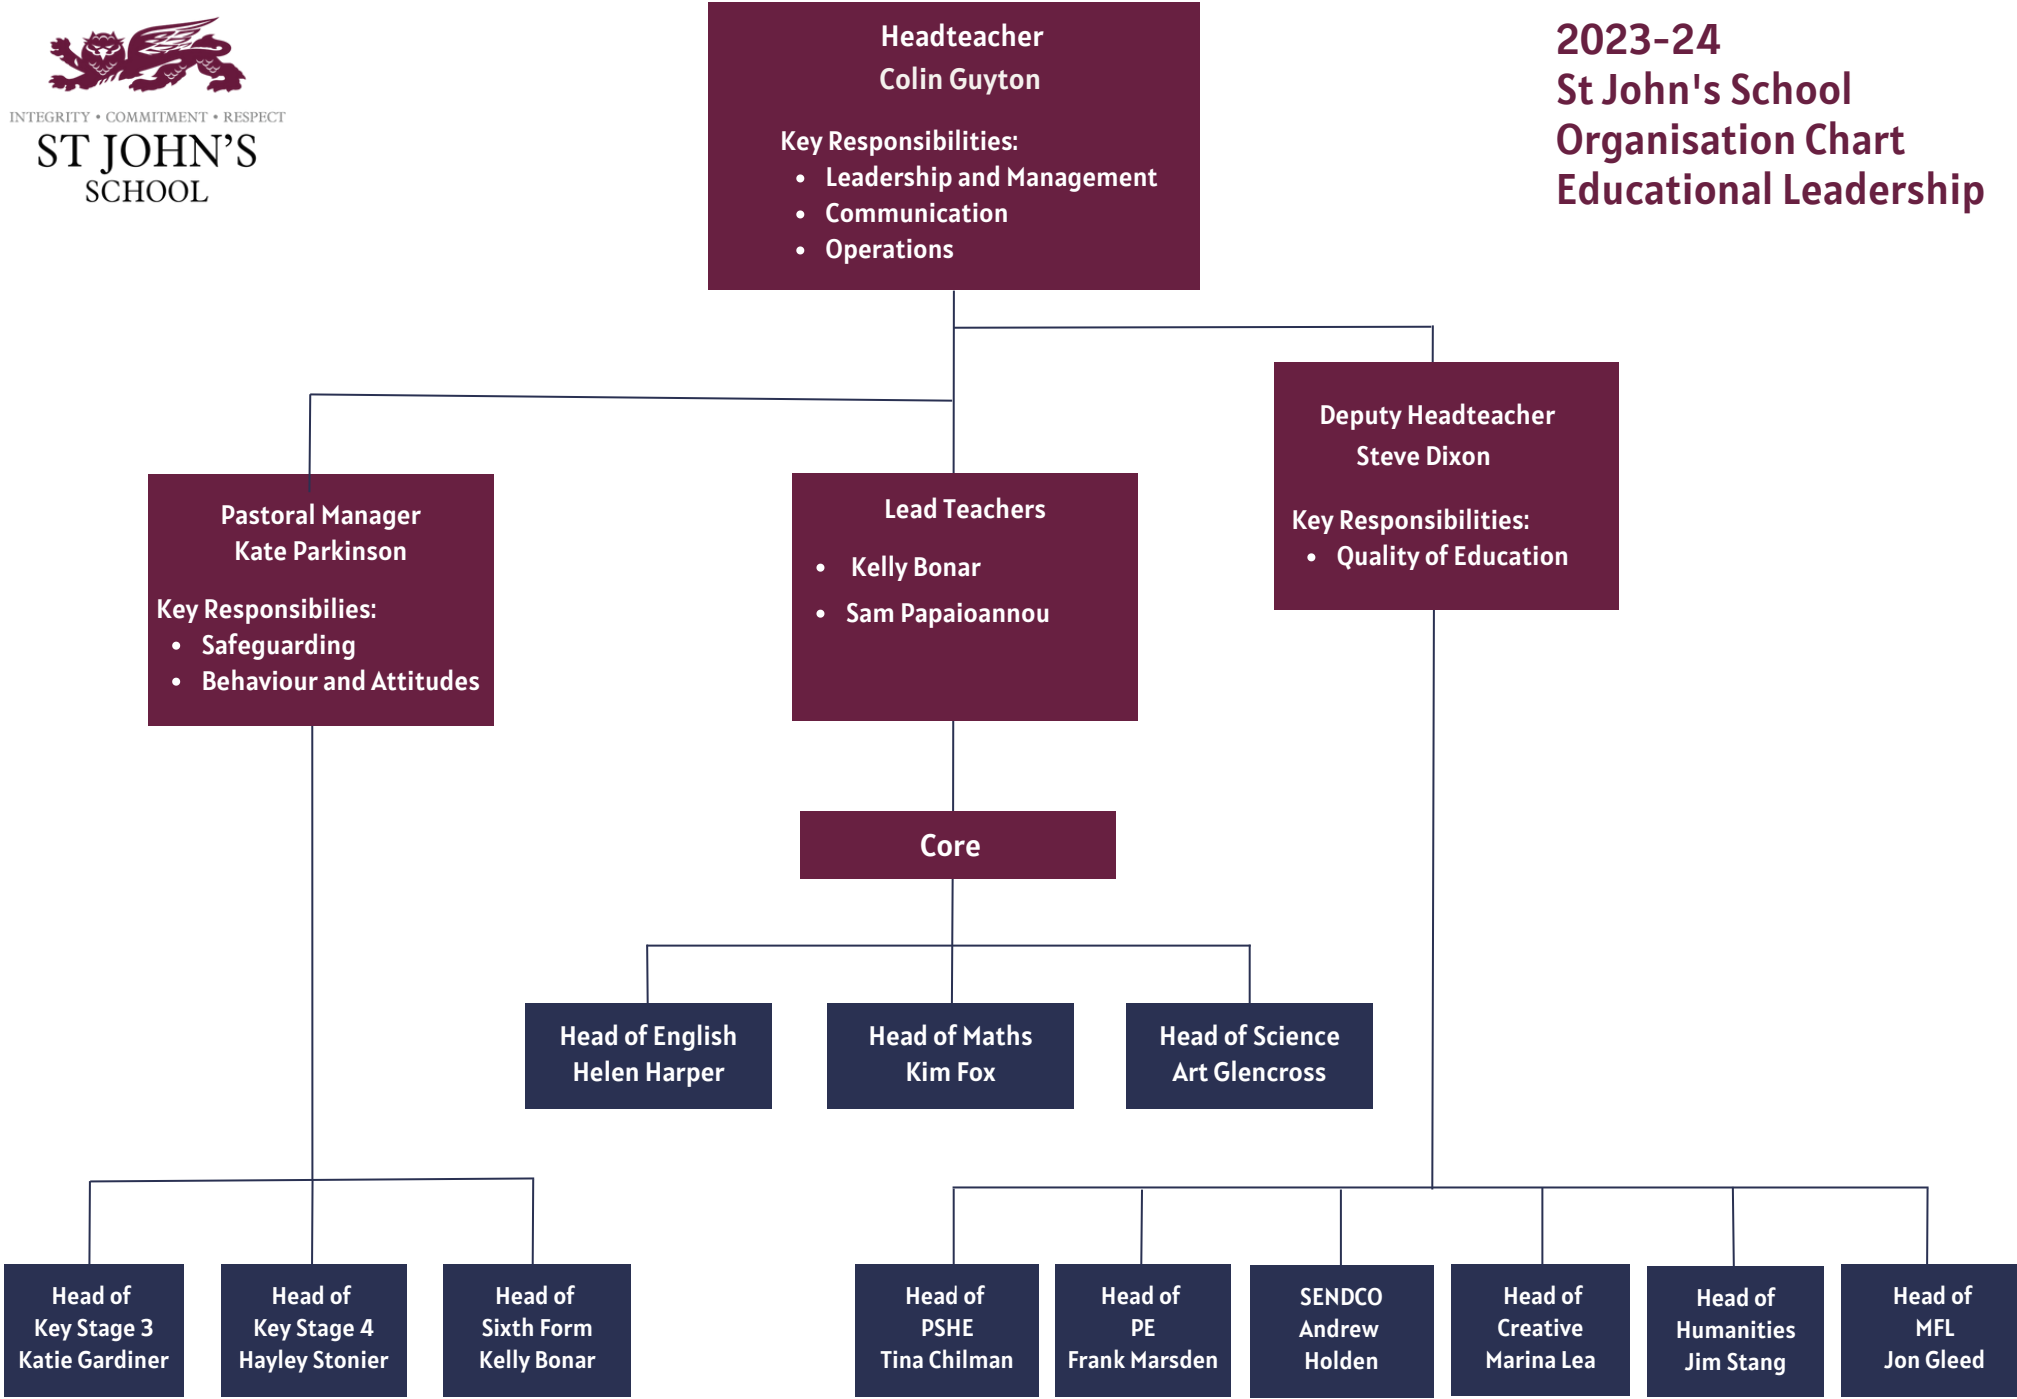 INTEGRITY • COMMITMENT • RESPECT
ST JOHN'S
SCHOOL
Headteacher
Colin Guyton
Key Responsibilities:
• Leadership and Management
• Communication
• Operations
2023-24
St John's School
Organisation Chart
Educational Leadership
Pastoral Manager
Kate Parkinson
Key Responsibilies:
• Safeguarding
• Behaviour and Attitudes
Lead Teachers
• Kelly Bonar
• Sam Papaioannou
Deputy Headteacher
Steve Dixon
Key Responsibilities:
• Quality of Education
Core
Head of English
Helen Harper
Head of Maths
Kim Fox
Head of Science
Art Glencross
Head of
Key Stage 3
Katie Gardiner
Head of
Key Stage 4
Hayley Stonier
Head of
Sixth Form
Kelly Bonar
Head of
PSHE
Tina Chilman
Head of
PE
Frank Marsden
SENDCO
Andrew
Holden
Head of
Creative
Marina Lea
Head of
Humanities
Jim Stang
Head of
MFL
Jon Gleed